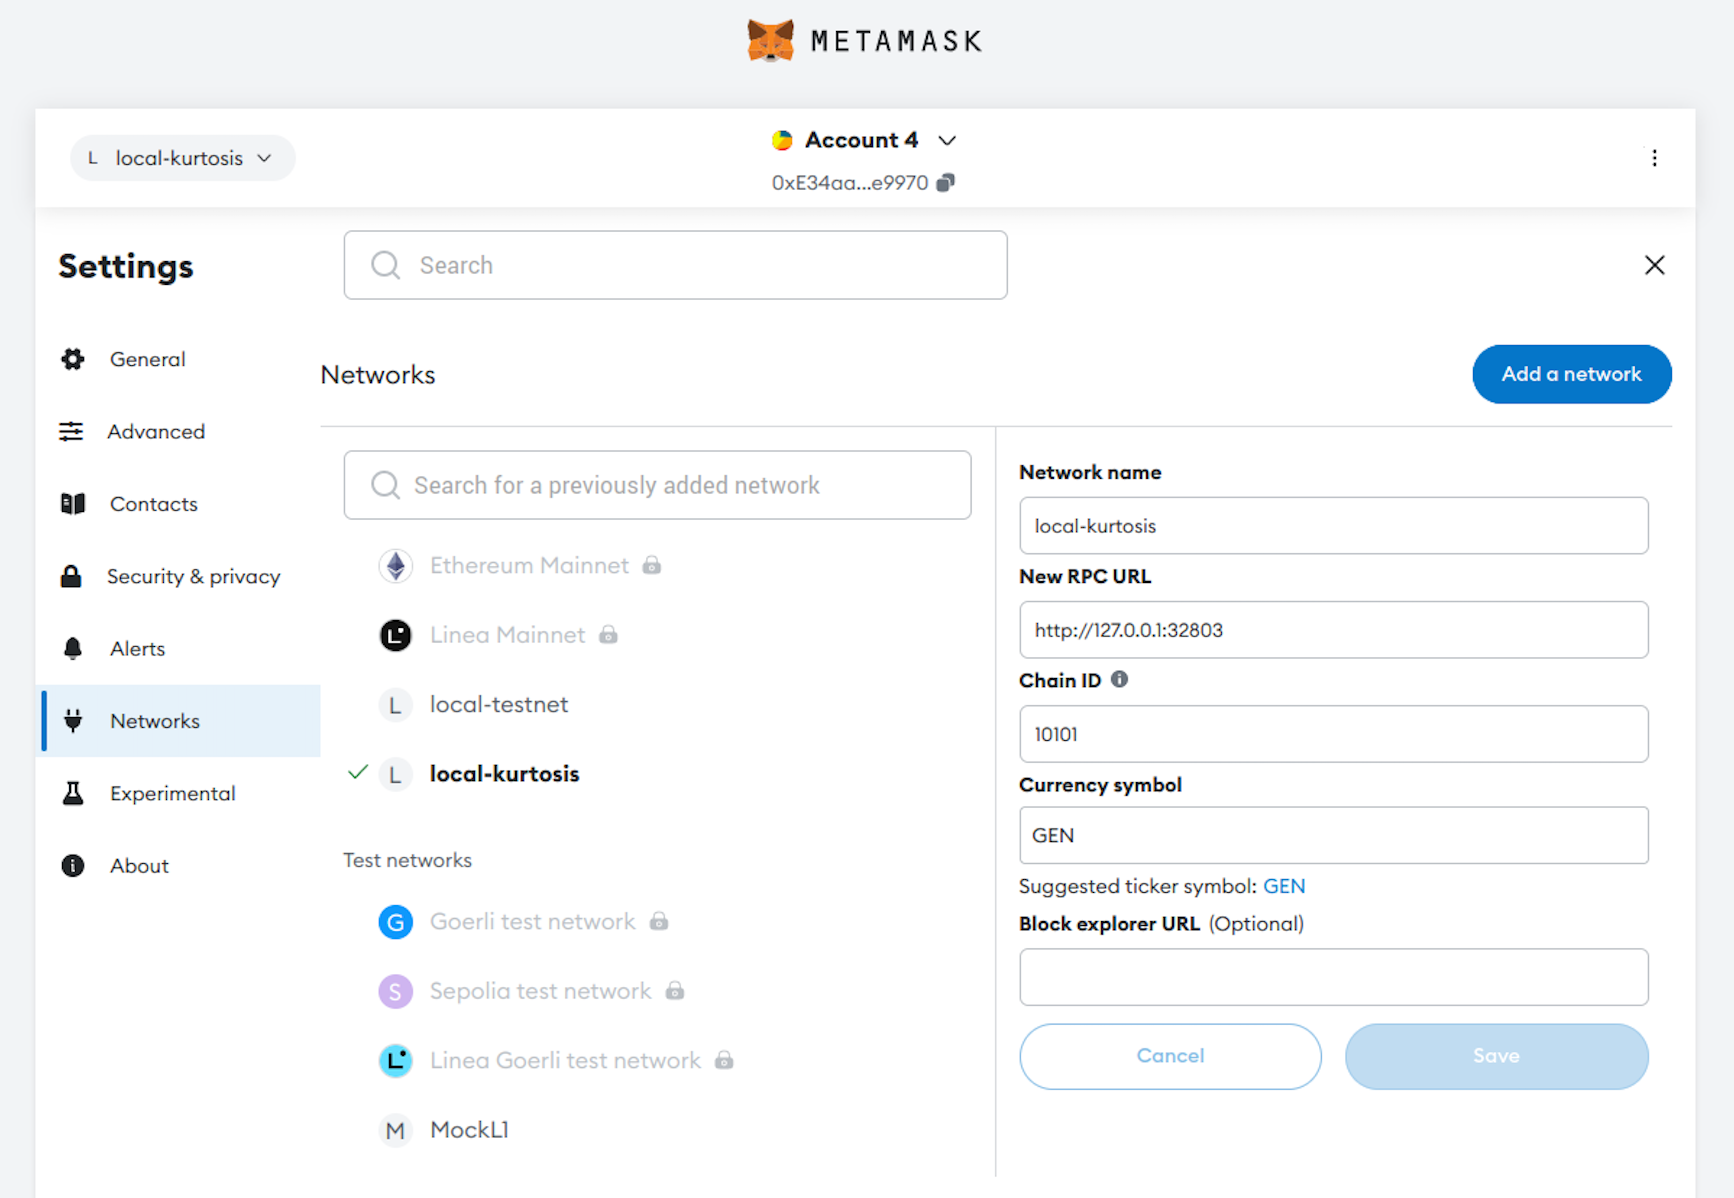 METAMASK
L local-kurtosis
Account 4
0xE34aa...e9970
Settings
Search
General
Advanced
Contacts
Security & privacy
Alerts
Networks
Experimental
About
Networks
Add a network
Search for a previously added network
Ethereum Mainnet
L Linea Mainnet
L local-testnet
L local-kurtosis
Test networks
G Goerli test network
S Sepolia test network
L Linea Goerli test network
M MockL1
Network name
local-kurtosis
New RPC URL
http://127.0.0.1:32803
Chain ID
10101
Currency symbol
GEN
Suggested ticker symbol: GEN
Block explorer URL (Optional)
Cancel
Save